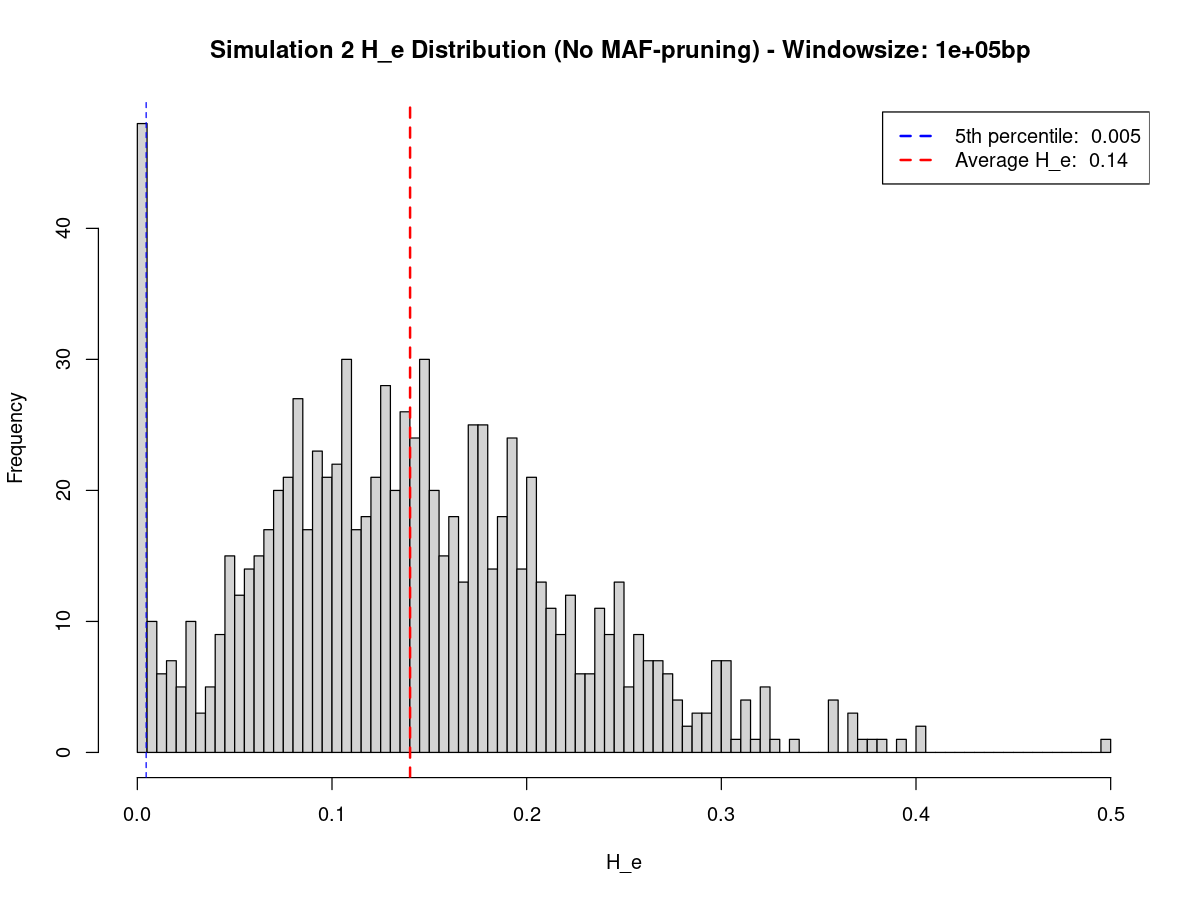 Simulation 2 H_e Distribution (No MAF-pruning) - Windowsize: 1e+05bp
5th percentile:  0.005
Average H_e:  0.14
Frequency
40
30
20
10
0
0.0 0.1 0.2 0.3 0.4 0.5
H_e